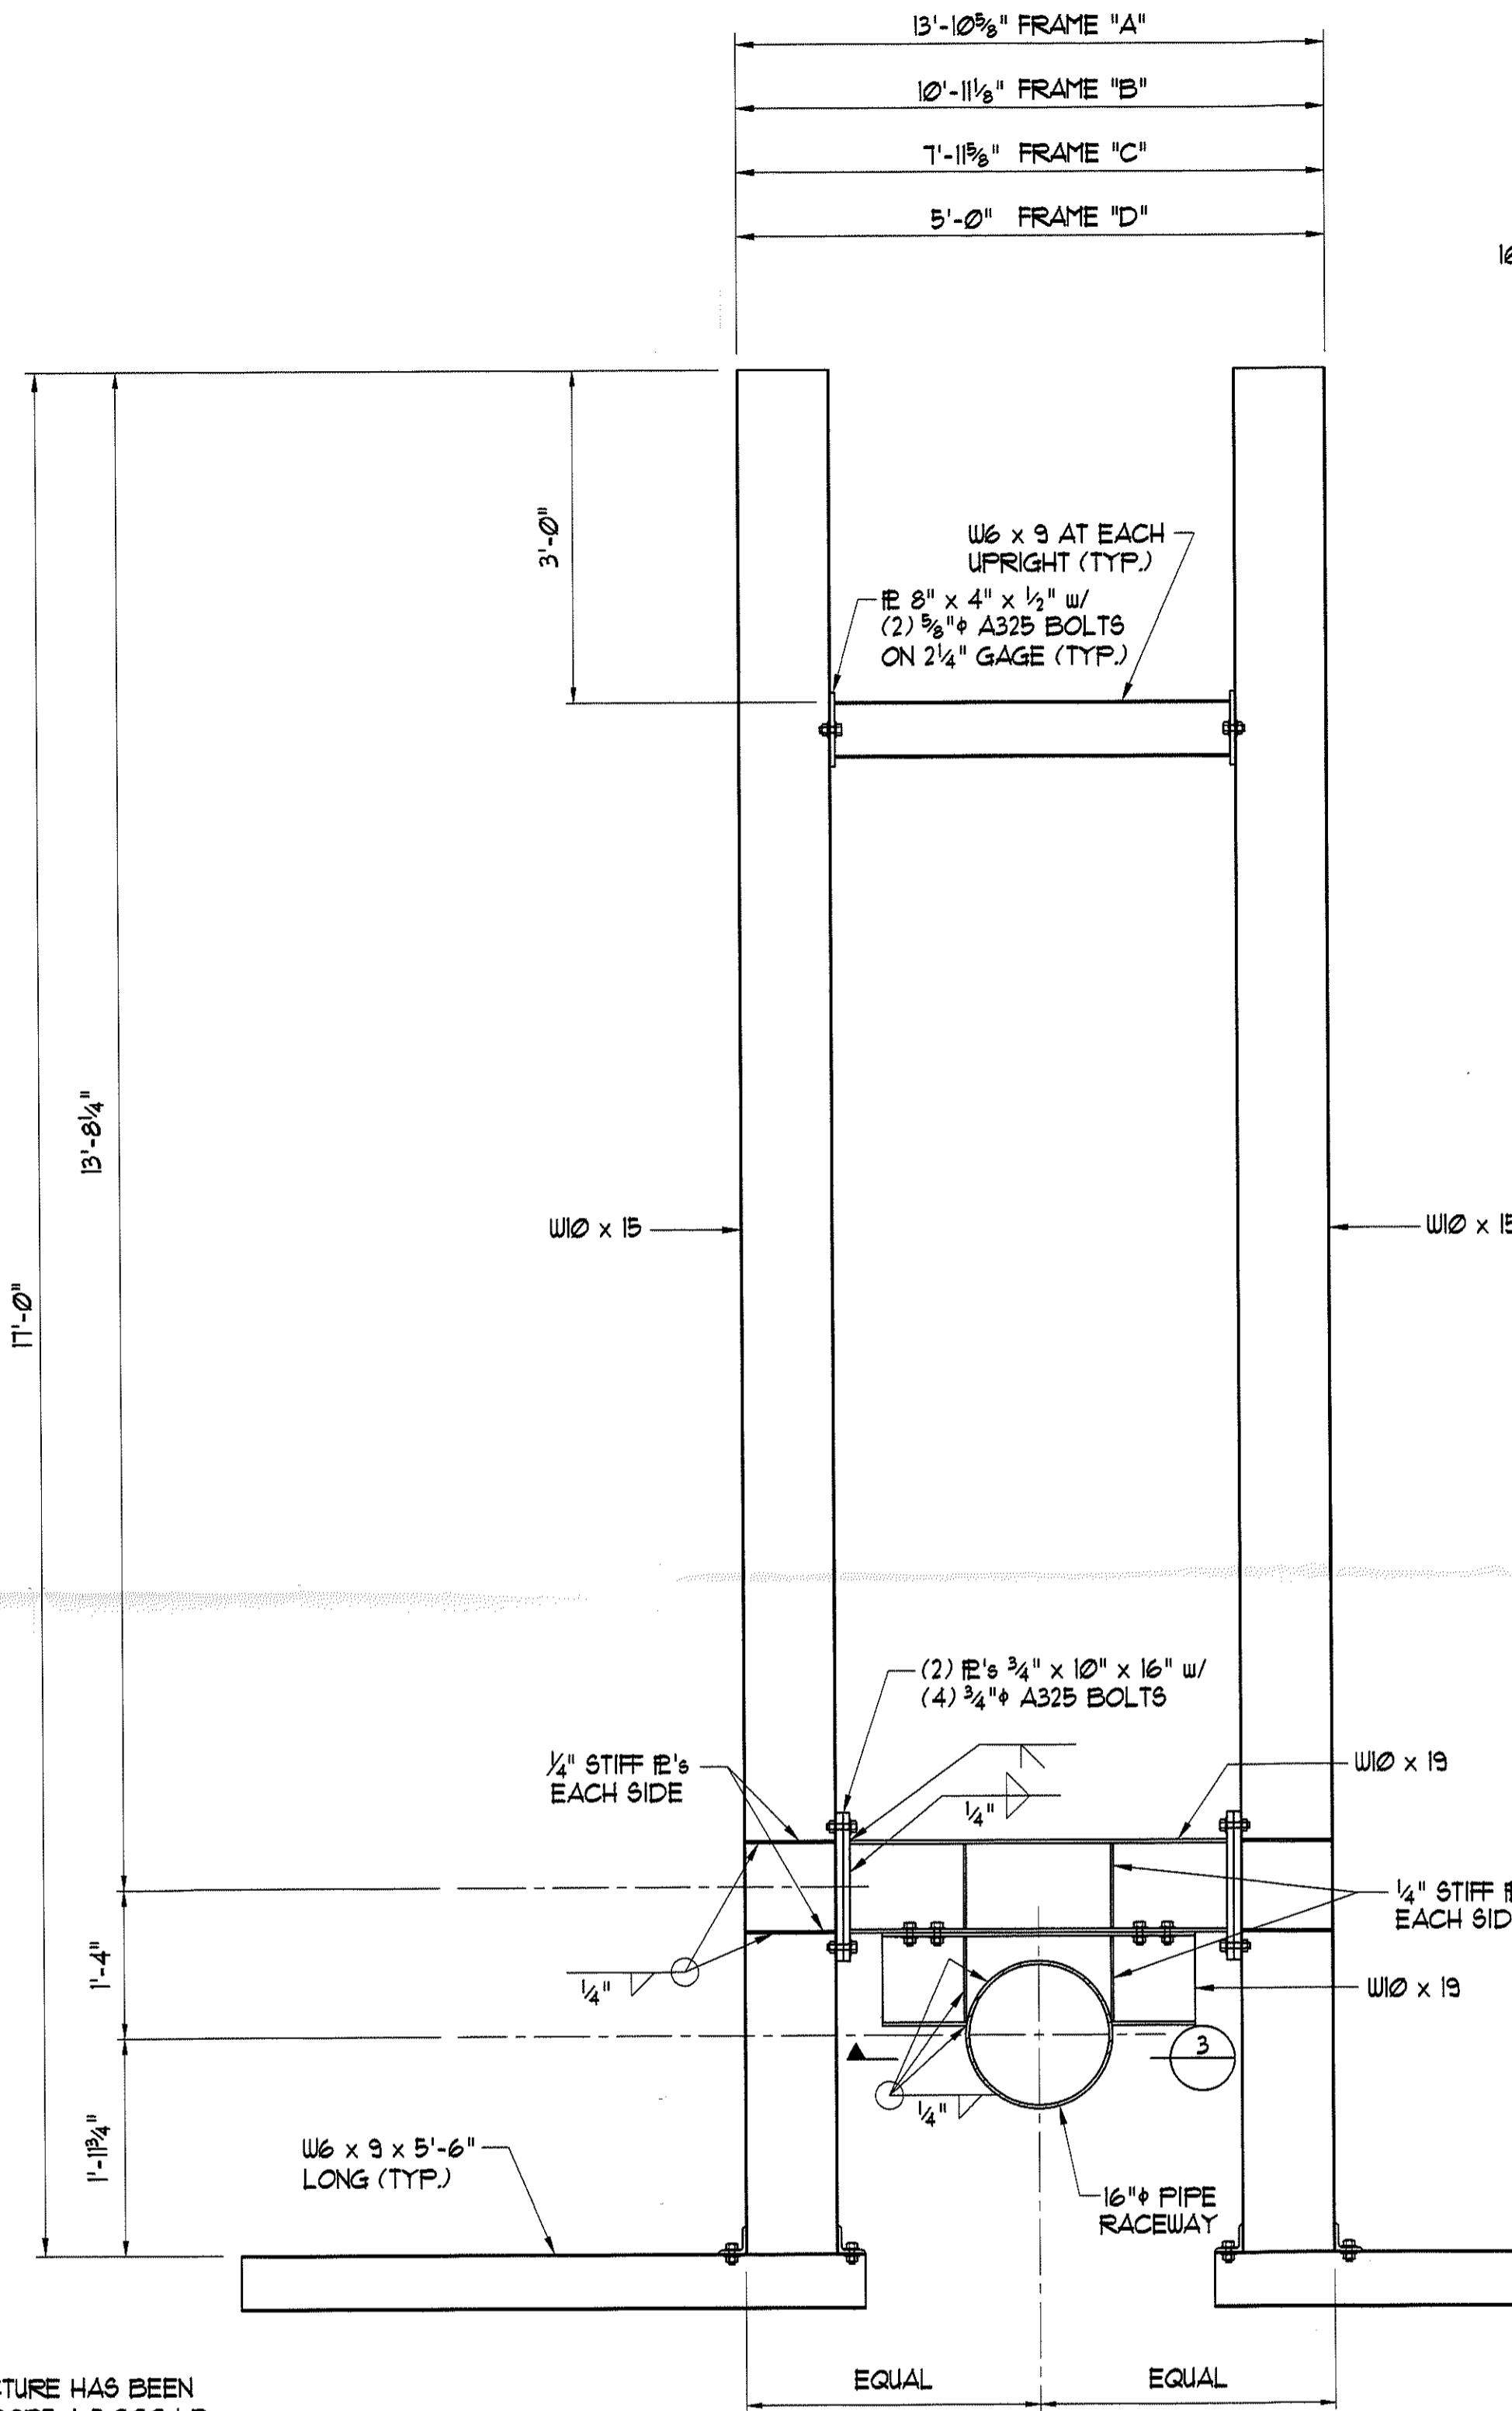 13'-10⅝" FRAME "A"
10'-11⅛" FRAME "B"
7'-11⅝" FRAME "C"
5'-0" FRAME "D"
3'-0"
W6 x 9 AT EACH
UPRIGHT (TYP.)
PL 8" x 4" x ½" w/
(2) ⅝"φ A325 BOLTS
ON 2¼" GAGE (TYP.)
13'-8¼"
17'-0"
W10 x 15
W10 x 15
(2) PL's ¾" x 10" x 16" w/
(4) ¾"φ A325 BOLTS
¼" STIFF PL's
EACH SIDE
¼"
W10 x 19
¼" STIFF
EACH
1'-4"
¼"
W10 x 19
3
¼"
1'-11¾"
W6 x 9 x 5'-6"
LONG (TYP.)
16"φ PIPE
RACEWAY
EQUAL
EQUAL
HAS BEEN